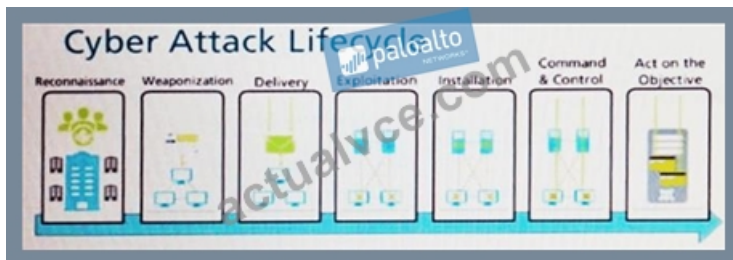 Cyber Attack Lifecycle
paloalto
NETWORKS
Reconnaissance
Weaponization
Delivery
Exploitation
Installation
Command
& Control
Act on the
Objective
actualvce.com